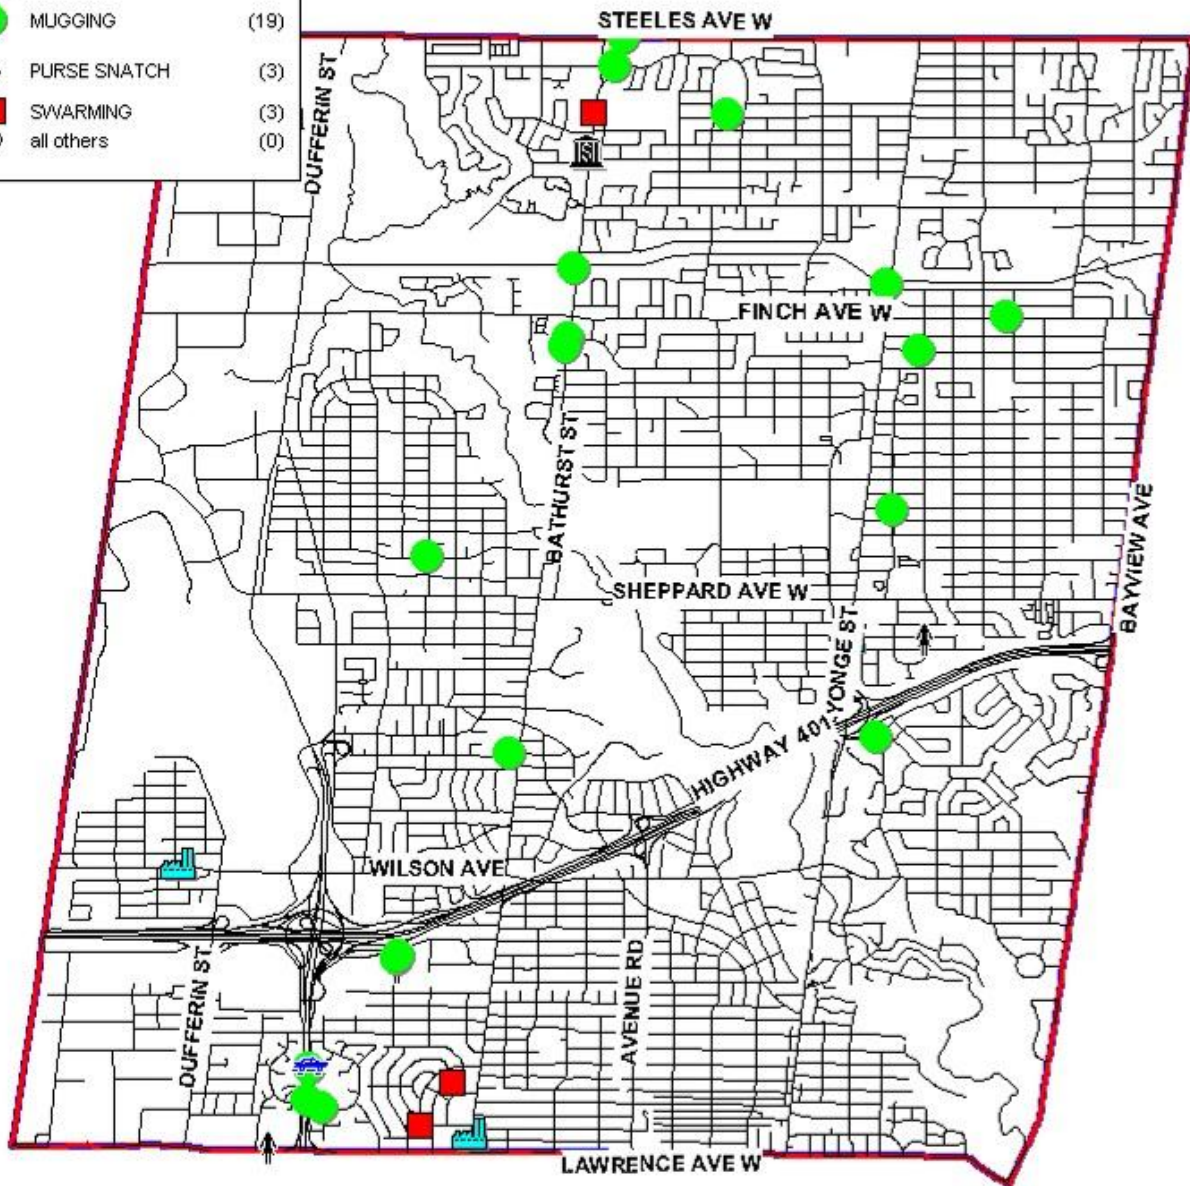 MUGGING (19)
PURSE SNATCH (3)
SWARMING (3)
all others (0)
STEELES AVE W
DUFFERIN ST
FINCH AVE W
BATHURST ST
BAYVIEW AVE
SHEPPARD AVE W
YONGE ST
HIGHWAY 401
WILSON AVE
DUFFERIN ST
AVENUE RD
LAWRENCE AVE W